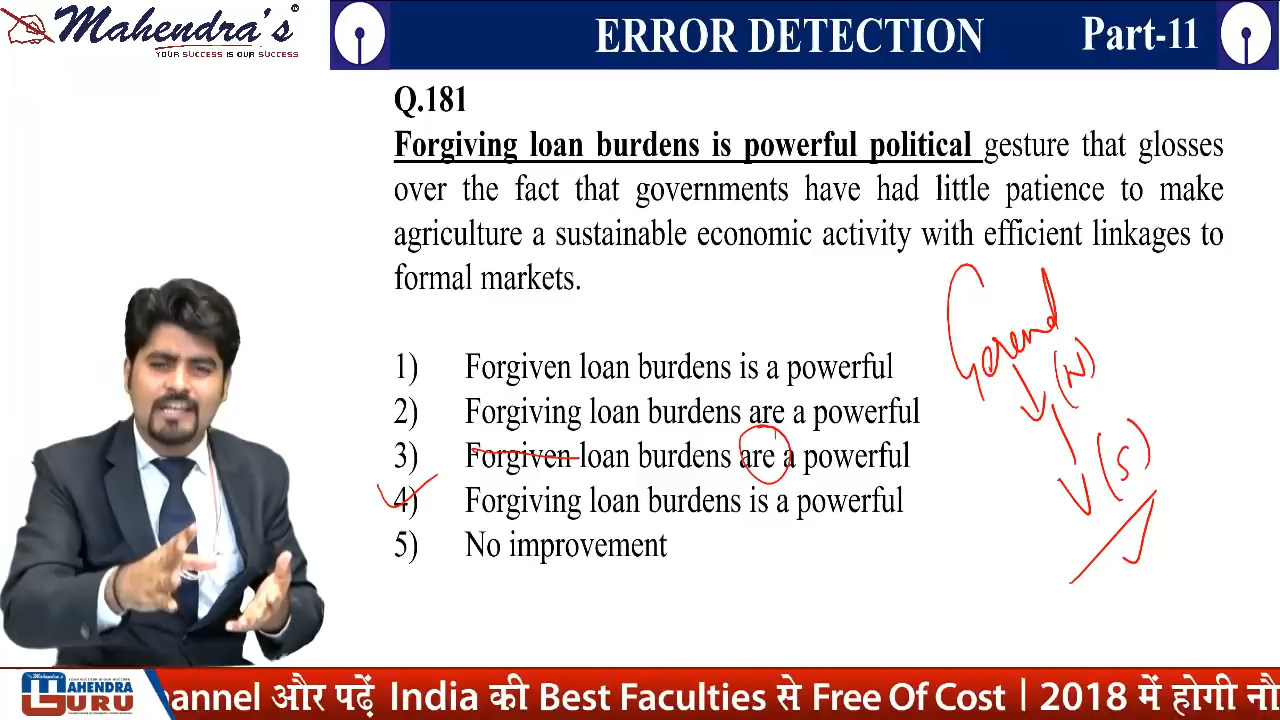 Mahendra's
YOUR SUCCESS IS OUR SUCCESS
ERROR DETECTION
Part-11
Q.181
Forgiving loan burdens is powerful political gesture that glosses
over the fact that governments have had little patience to make
agriculture a sustainable economic activity with efficient linkages to
formal markets.
1) Forgiven loan burdens is a powerful
2) Forgiving loan burdens are a powerful
3) Forgiven loan burdens are a powerful
4) Forgiving loan burdens is a powerful
5) No improvement
Gerend
(N)
V (S)
Mahendra's
MAHENDRA
GURU
annel और पढ़ें India की Best Faculties से Free Of Cost | 2018 में होगी नौ